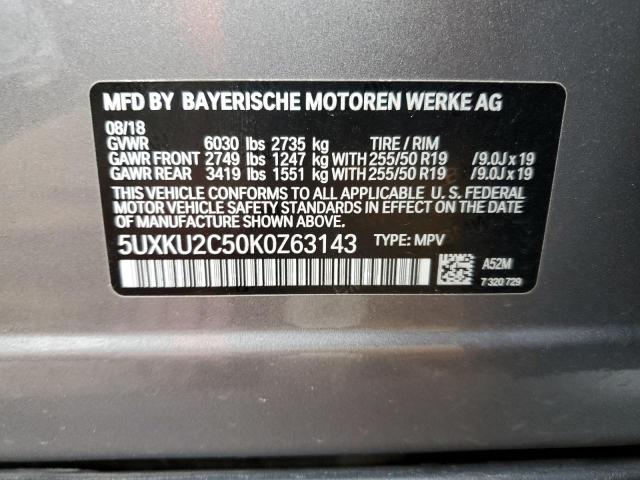 MFD BY BAYERISCHE MOTOREN WERKE AG
08/18
GVWR 6030 lbs 2735 kg TIRE / RIM
GAWR FRONT 2749 lbs 1247 kg WITH 255/50 R19 /9.0J x 19
GAWR REAR 3419 lbs 1551 kg WITH 255/50 R19 /9.0J x 19
THIS VEHICLE CONFORMS TO ALL APPLICABLE U. S. FEDERAL
MOTOR VEHICLE SAFETY STANDARDS IN EFFECT ON THE DATE
OF MANUFACTURE SHOWN ABOVE.
5UXKU2C50K0Z63143 TYPE: MPV
A52M
7 320 729